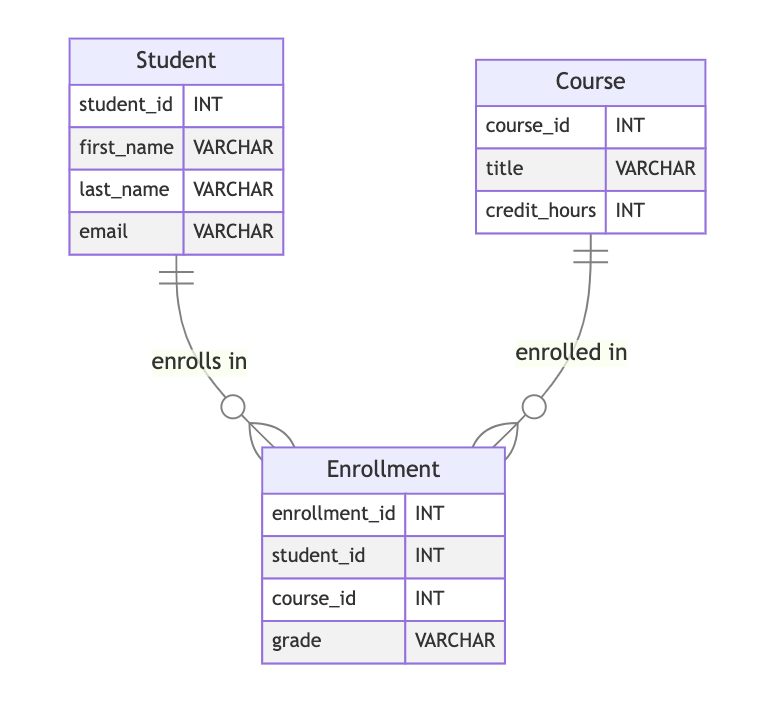 Student
student_id INT
first_name VARCHAR
last_name VARCHAR
email VARCHAR
Course
course_id INT
title VARCHAR
credit_hours INT
enrolls in
enrolled in
Enrollment
enrollment_id INT
student_id INT
course_id INT
grade VARCHAR